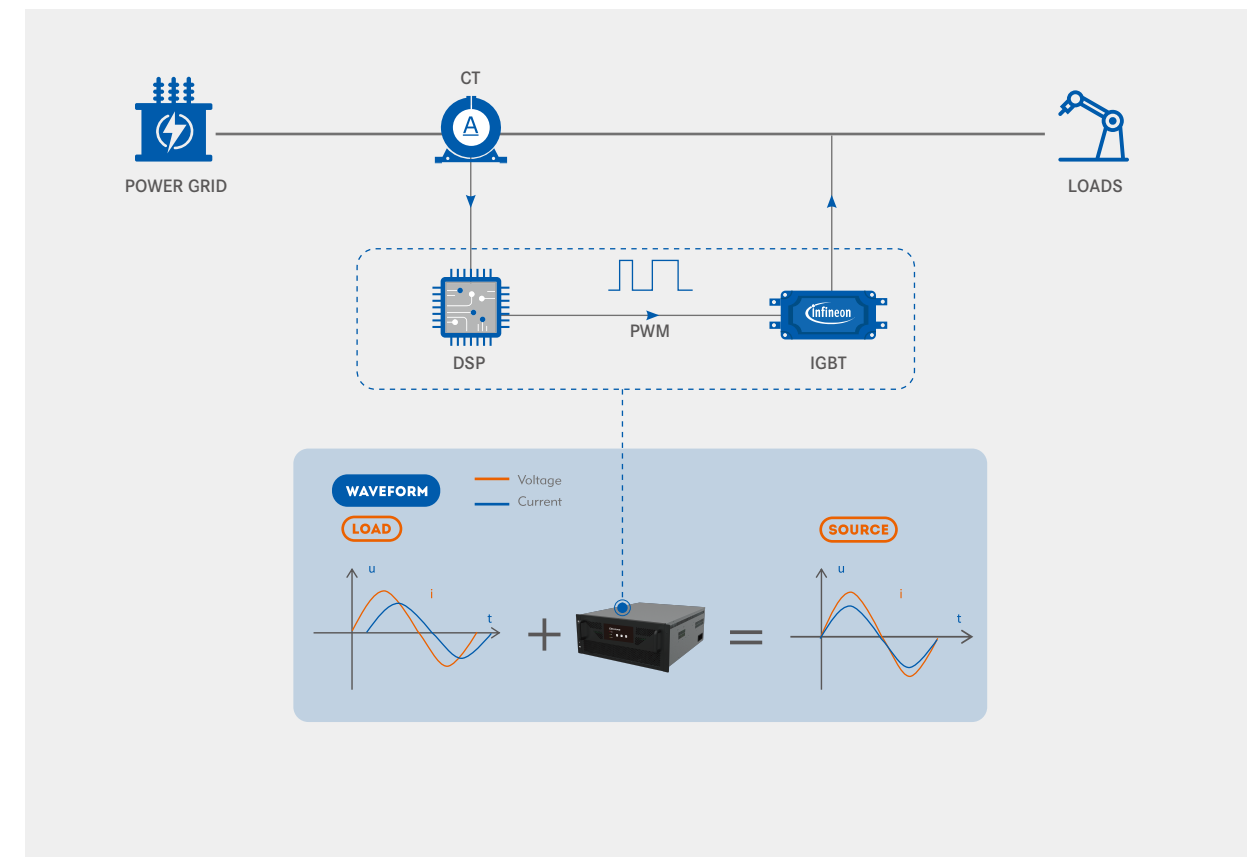 CT
A
POWER GRID
LOADS
PWM
infineon
DSP
IGBT
WAVEFORM
Voltage
Current
LOAD
SOURCE
u
i
t
u
i
t